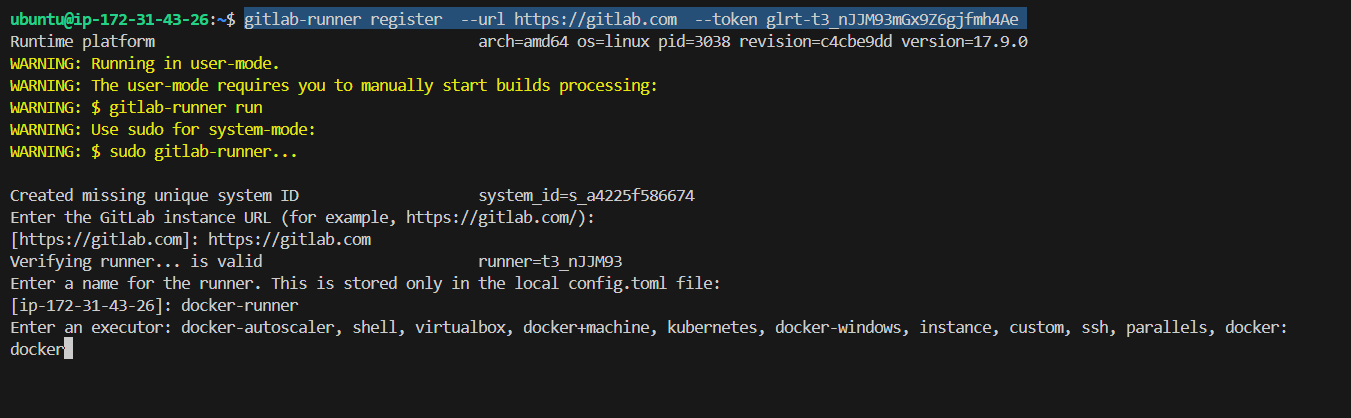 ubuntu@ip-172-31-43-26:~$ gitlab-runner register  --url https://gitlab.com  --token glrt-t3_nJJM93mGx9Z6gjfmh4Ae
Runtime platform                                    arch=amd64 os=linux pid=3038 revision=c4cbe9dd version=17.9.0
WARNING: Running in user-mode.
WARNING: The user-mode requires you to manually start builds processing:
WARNING: $ gitlab-runner run
WARNING: Use sudo for system-mode:
WARNING: $ sudo gitlab-runner...
Created missing unique system ID                    system_id=s_a4225f586674
Enter the GitLab instance URL (for example, https://gitlab.com/):
[https://gitlab.com]: https://gitlab.com
Verifying runner... is valid                        runner=t3_nJJM93
Enter a name for the runner. This is stored only in the local config.toml file:
[ip-172-31-43-26]: docker-runner
Enter an executor: docker-autoscaler, shell, virtualbox, docker+machine, kubernetes, docker-windows, instance, custom, ssh, parallels, docker:
docker